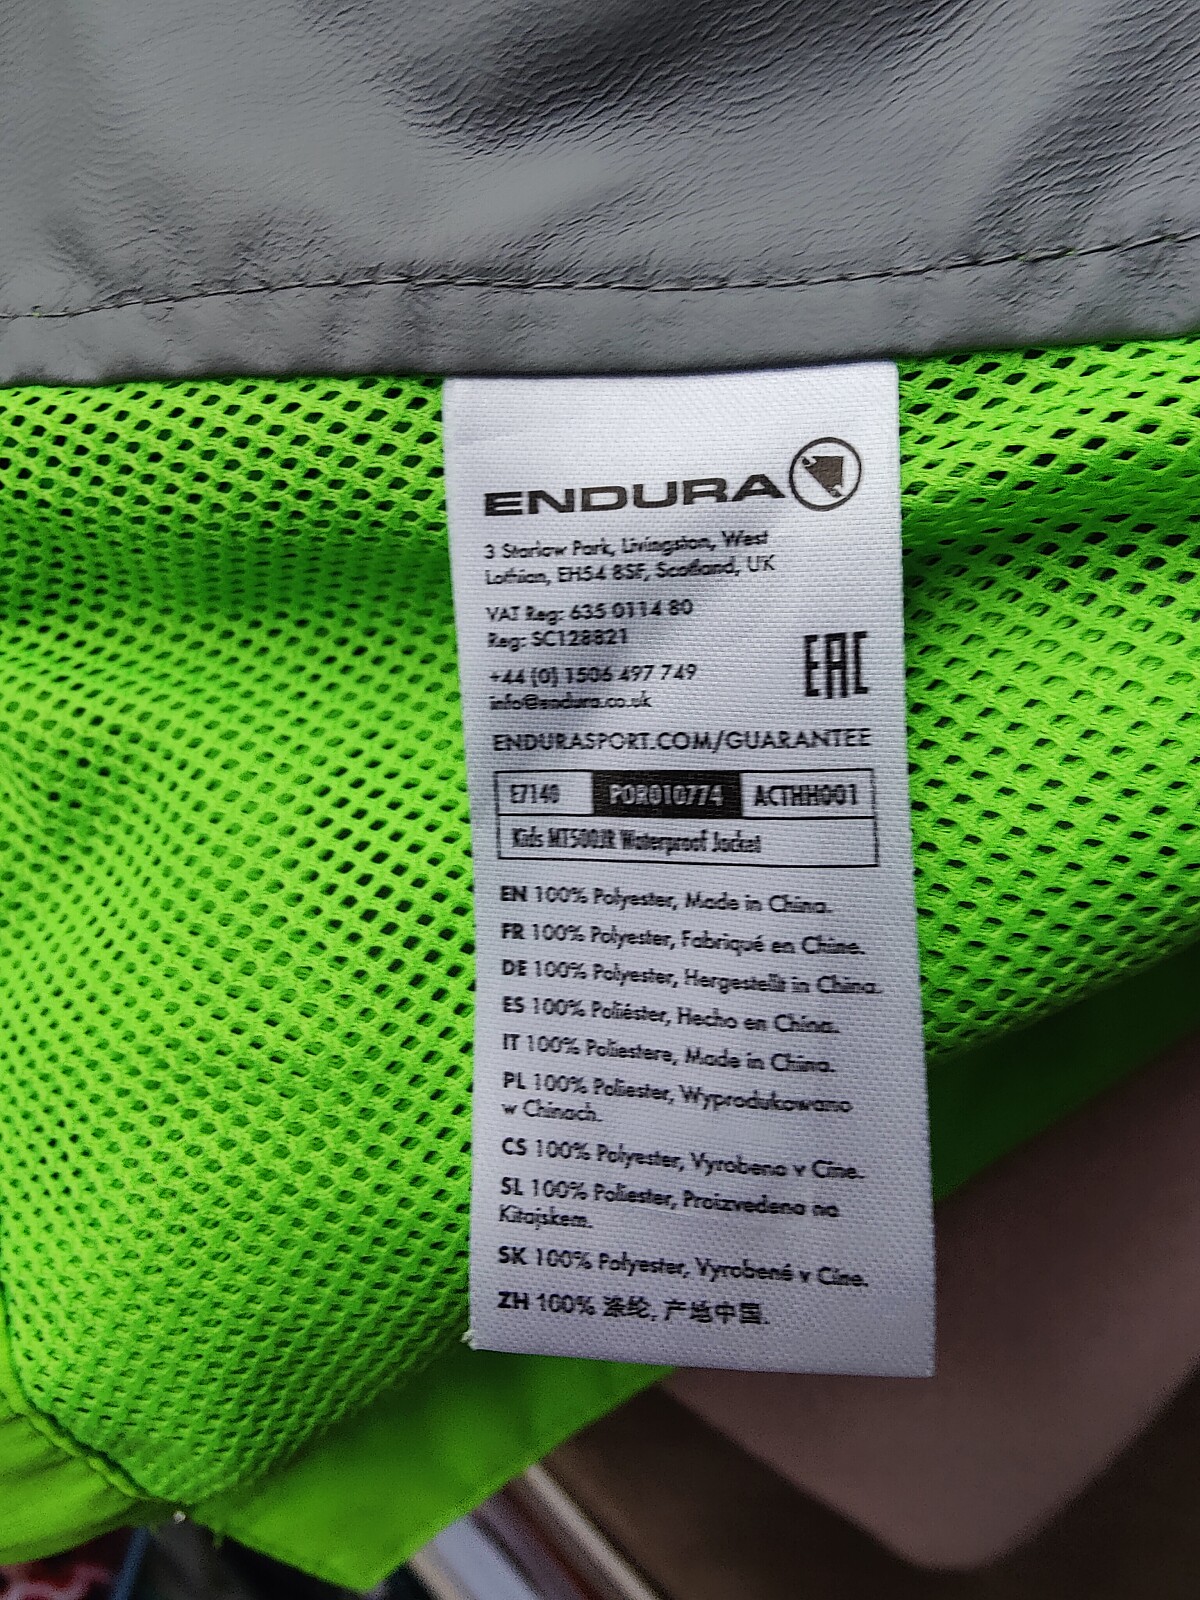 ENDURA
3 Starlaw Park, Livingston, West
Lothian, EH54 8SF, Scotland, UK
VAT Reg: 635 0114 80
Reg: SC128821
+44 (0) 1506 497 749
info@endura.co.uk
EAC
ENDURASPORT.COM/GUARANTEE
E7140 POR010774 ACTHH001
Kids MT500JR Waterproof Jacket
EN 100% Polyester, Made in China.
FR 100% Polyester, Fabriqué en Chine.
DE 100% Polyester, Hergestellt in China.
ES 100% Poliéster, Hecho en China.
IT 100% Poliestere, Made in China.
PL 100% Poliester, Wyprodukowano
w Chinach.
CS 100% Polyester, Vyrobeno v Číne.
SL 100% Poliester, Proizvedeno na
Kitajskem.
SK 100% Polyester, Vyrobené v Číne.
ZH 100% 涤纶, 产地中国.